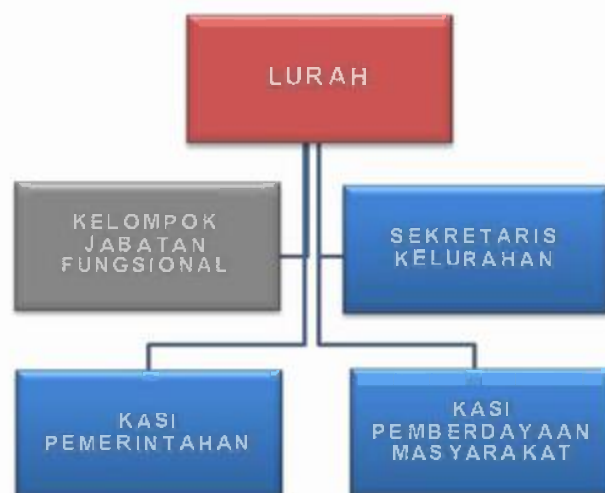 LURAH
KELOMPOK
JABATAN
FUNGSIONAL
SEKRETARIS
KELURAHAN
KASI
PEMERINTAHAN
KASI
PEMBERDAYAAN
MASYARAKAT